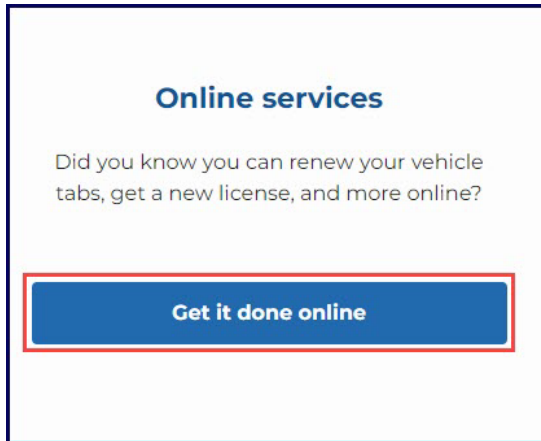 Online services
Did you know you can renew your vehicle
tabs, get a new license, and more online?
Get it done online